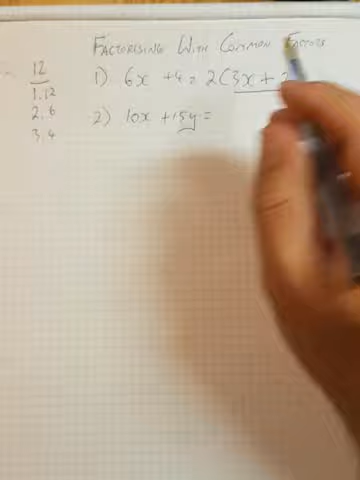 FACTORISING WITH COMMON FACTORS
12
1.12
2.6
3.4
1) 6x + 4 = 2(3x + 2
2) 10x + 15y =